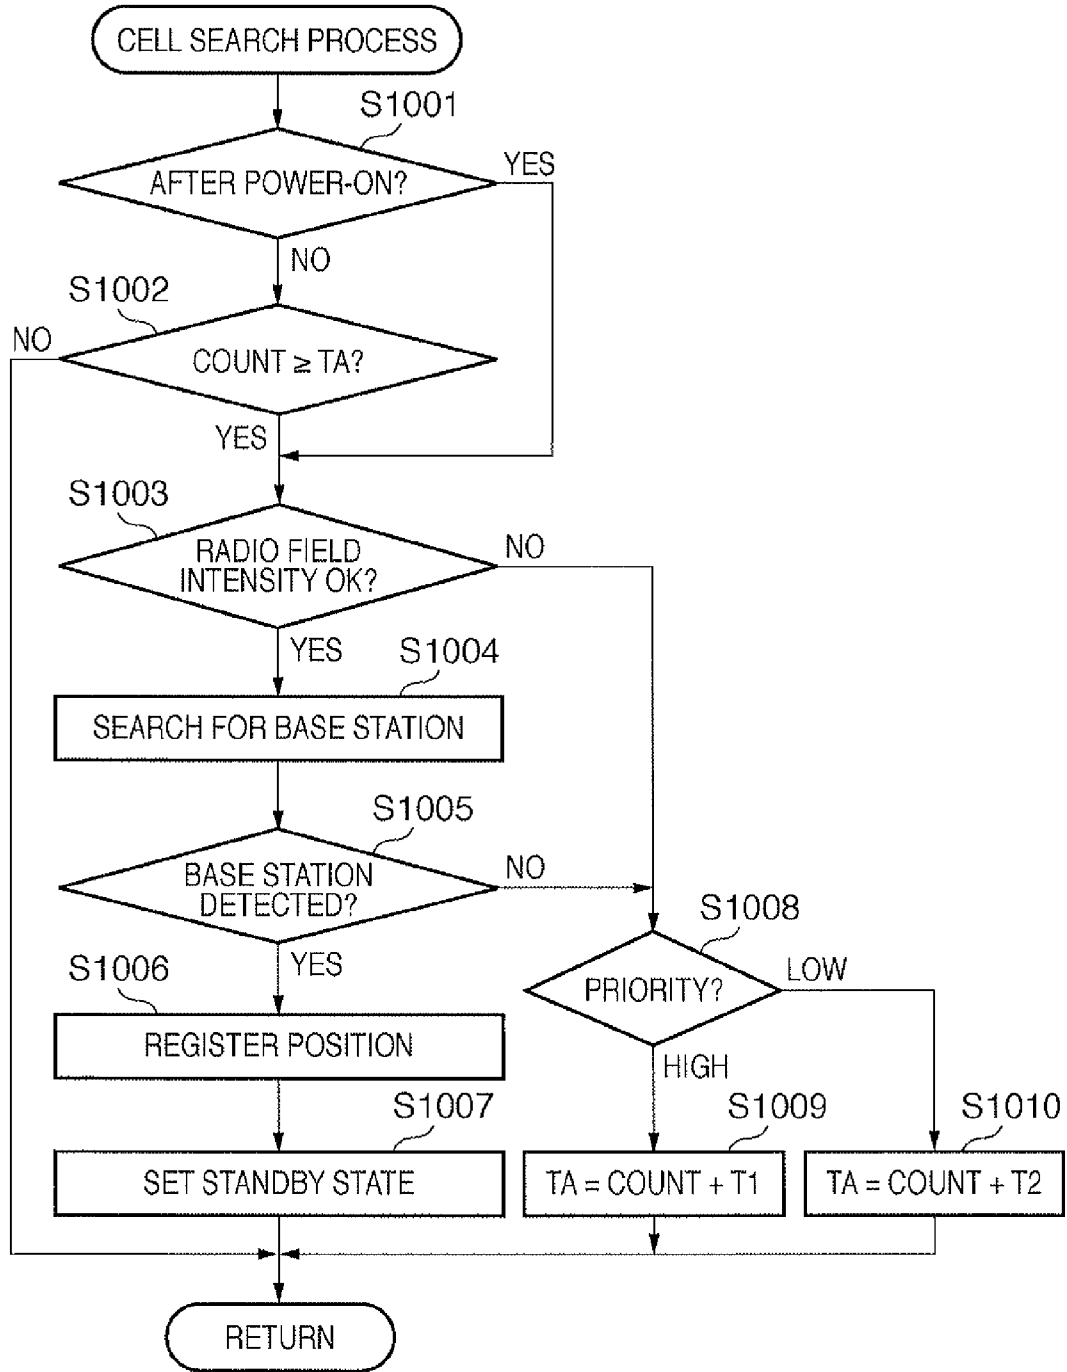 CELL SEARCH PROCESS
S1001
AFTER POWER-ON?
YES
NO
S1002
NO
COUNT ≧ TA?
YES
S1003
RADIO FIELD
INTENSITY OK?
NO
YES
S1004
SEARCH FOR BASE STATION
S1005
BASE STATION
DETECTED?
NO
YES
S1008
PRIORITY?
LOW
HIGH
S1006
REGISTER POSITION
S1007
SET STANDBY STATE
S1009
TA = COUNT + T1
S1010
TA = COUNT + T2
RETURN